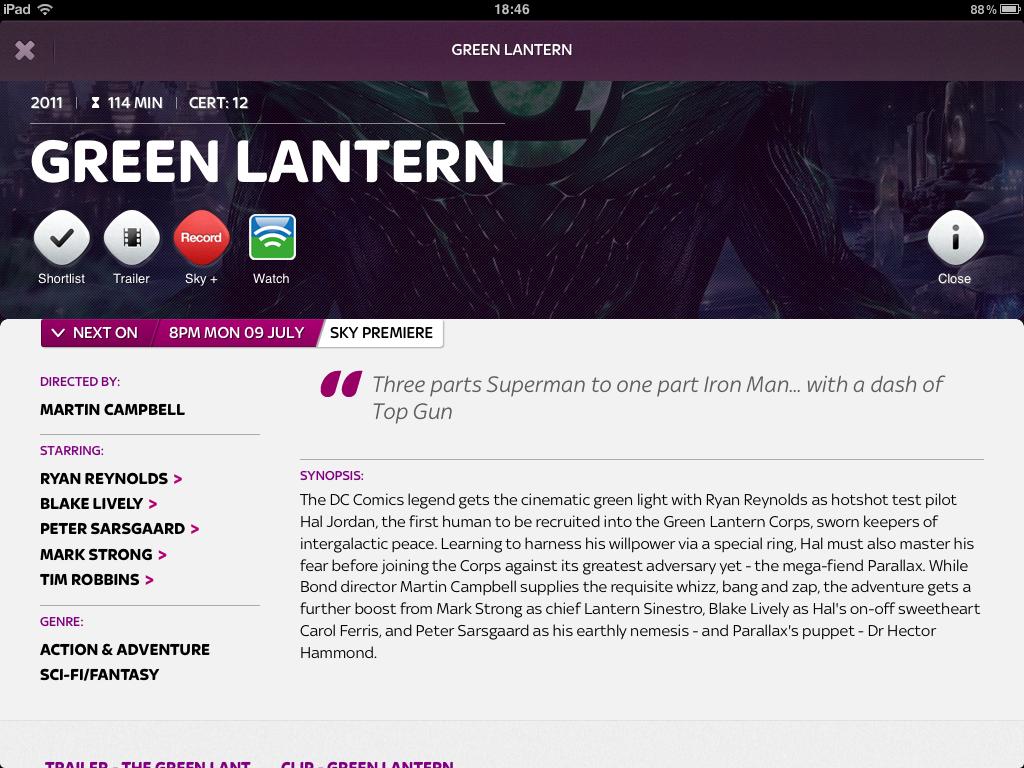 iPad 18:46 88%
GREEN LANTERN
2011 114 MIN CERT: 12
GREEN LANTERN
Record
Shortlist Trailer Sky + Watch Close
NEXT ON 8PM MON 09 JULY SKY PREMIERE
DIRECTED BY:
MARTIN CAMPBELL
STARRING:
RYAN REYNOLDS >
BLAKE LIVELY >
PETER SARSGAARD >
MARK STRONG >
TIM ROBBINS >
GENRE:
ACTION & ADVENTURE
SCI-FI/FANTASY
Three parts Superman to one part Iron Man... with a dash of
Top Gun
SYNOPSIS:
The DC Comics legend gets the cinematic green light with Ryan Reynolds as hotshot test pilot
Hal Jordan, the first human to be recruited into the Green Lantern Corps, sworn keepers of
intergalactic peace. Learning to harness his willpower via a special ring, Hal must also master his
fear before joining the Corps against its greatest adversary yet - the mega-fiend Parallax. While
Bond director Martin Campbell supplies the requisite whizz, bang and zap, the adventure gets a
further boost from Mark Strong as chief Lantern Sinestro, Blake Lively as Hal's on-off sweetheart
Carol Ferris, and Peter Sarsgaard as his earthly nemesis - and Parallax's puppet - Dr Hector
Hammond.
TRAILER - THE GREEN LANT CLIP - GREEN LANTERN